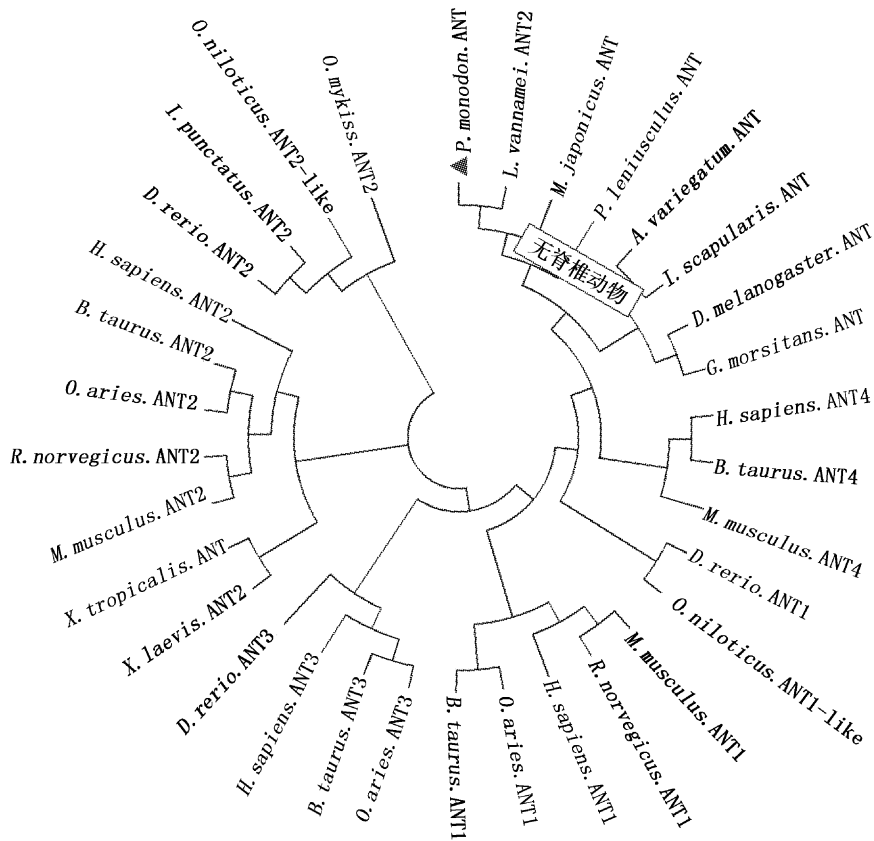 P. monodon. ANT
L. vannamei. ANT2
M. japonicus. ANT
P. leniusculus. ANT
A. variegatum. ANT
I. scapularis. ANT
D. melanogaster. ANT
G. morsitans. ANT
H. sapiens. ANT4
B. taurus. ANT4
M. musculus. ANT4
D. rerio. ANT1
O. niloticus. ANT1-like
M. musculus. ANT1
R. norvegicus. ANT1
H. sapiens. ANT1
O. aries. ANT1
B. taurus. ANT1
O. aries. ANT3
B. taurus. ANT3
H. sapiens. ANT3
D. rerio. ANT3
X. laevis. ANT2
X. tropicalis. ANT
M. musculus. ANT2
R. norvegicus. ANT2
O. aries. ANT2
B. taurus. ANT2
H. sapiens. ANT2
D. rerio. ANT2
I. punctatus. ANT2
O. niloticus. ANT2-like
O. mykiss. ANT2
无脊椎动物